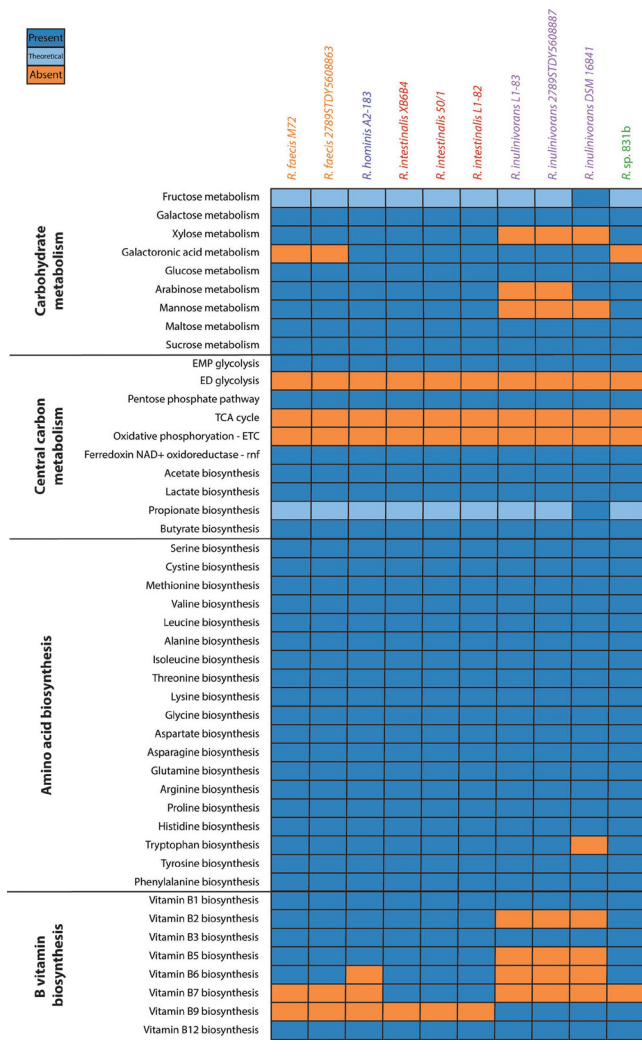 Present
Theoretical
Absent
R. faecis M72
R. faecis 2789STDY5608863
R. hominis A2-183
R. intestinalis XB6B4
R. intestinalis 50/1
R. intestinalis L1-82
R. inulinivorans L1-83
R. inulinivorans 2789STDY5608887
R. inulinivorans DSM 16841
R. sp. 831b
Carbohydrate
metabolism
Fructose metabolism
Galactose metabolism
Xylose metabolism
Galactoronic acid metabolism
Glucose metabolism
Arabinose metabolism
Mannose metabolism
Maltose metabolism
Sucrose metabolism
Central carbon
metabolism
EMP glycolysis
ED glycolysis
Pentose phosphate pathway
TCA cycle
Oxidative phosphoryation - ETC
Ferredoxin NAD+ oxidoreductase - rnf
Acetate biosynthesis
Lactate biosynthesis
Propionate biosynthesis
Butyrate biosynthesis
Amino acid biosynthesis
Serine biosynthesis
Cystine biosynthesis
Methionine biosynthesis
Valine biosynthesis
Leucine biosynthesis
Alanine biosynthesis
Isoleucine biosynthesis
Threonine biosynthesis
Lysine biosynthesis
Glycine biosynthesis
Aspartate biosynthesis
Asparagine biosynthesis
Glutamine biosynthesis
Arginine biosynthesis
Proline biosynthesis
Histidine biosynthesis
Tryptophan biosynthesis
Tyrosine biosynthesis
Phenylalanine biosynthesis
B vitamin
biosynthesis
Vitamin B1 biosynthesis
Vitamin B2 biosynthesis
Vitamin B3 biosynthesis
Vitamin B5 biosynthesis
Vitamin B6 biosynthesis
Vitamin B7 biosynthesis
Vitamin B9 biosynthesis
Vitamin B12 biosynthesis